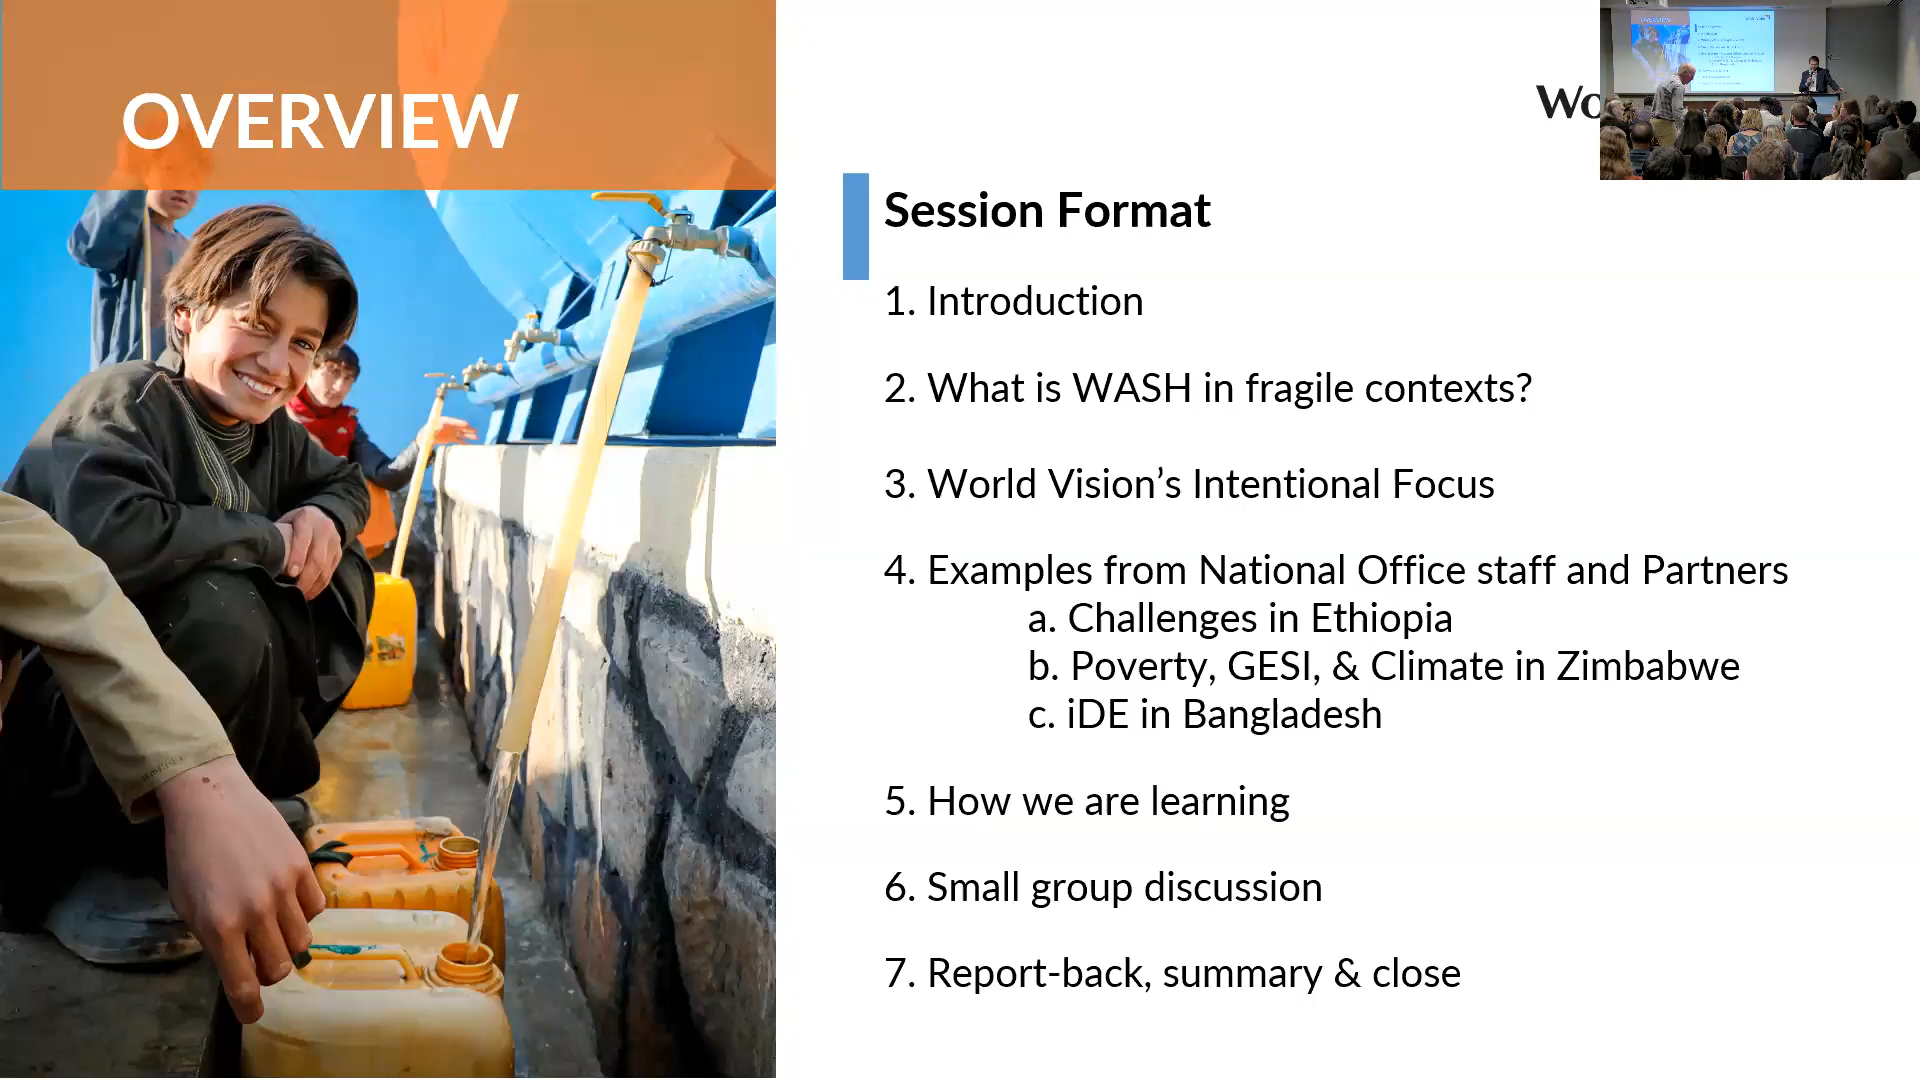 OVERVIEW
Wo
Session Format
1. Introduction
2. What is WASH in fragile contexts?
3. World Vision’s Intentional Focus
4. Examples from National Office staff and Partners
a. Challenges in Ethiopia
b. Poverty, GESI, & Climate in Zimbabwe
c. iDE in Bangladesh
5. How we are learning
6. Small group discussion
7. Report-back, summary & close